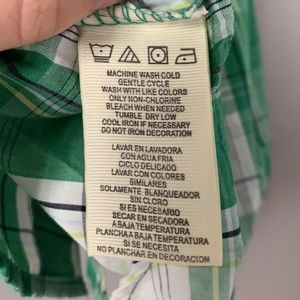 MACHINE WASH COLD
GENTLE CYCLE
WASH WITH LIKE COLORS
ONLY NON-CHLORINE
BLEACH WHEN NEEDED
TUMBLE DRY LOW
COOL IRON IF NECESSARY
DO NOT IRON DECORATION
LAVAR EN LAVADORA
CON AGUA FRIA
CICLO DELICADO
LAVAR CON COLORES
SIMILARES
SOLAMENTE BLANQUEADOR
SIN CLORO
SI ES NECESARIO
SECAR EN SECADORA
A BAJA TEMPERATURA
PLANCHA A BAJA TEMPERATURA
SI SE NECESITA
NO PLANCHAR EN DECORACION